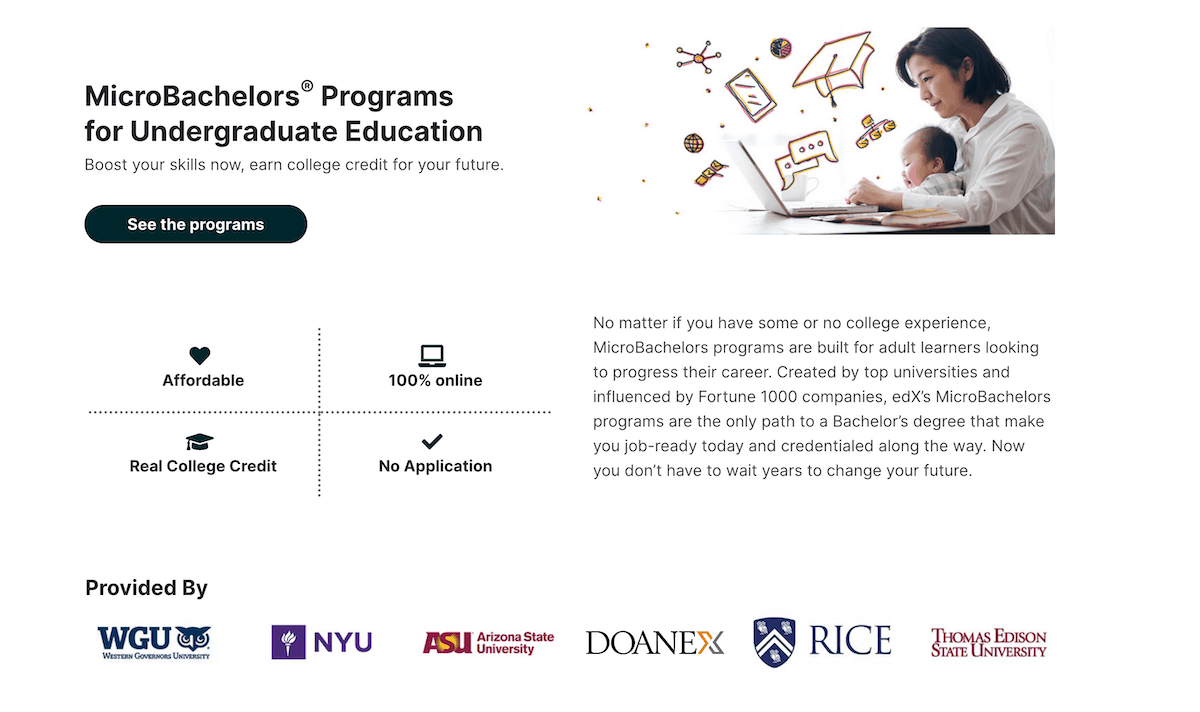 MicroBachelors® Programs
for Undergraduate Education
Boost your skills now, earn college credit for your future.
See the programs
Affordable
100% online
Real College Credit
No Application
No matter if you have some or no college experience,
MicroBachelors programs are built for adult learners looking
to progress their career. Created by top universities and
influenced by Fortune 1000 companies, edX’s MicroBachelors
programs are the only path to a Bachelor’s degree that make
you job-ready today and credentialed along the way. Now
you don’t have to wait years to change your future.
Provided By
WGU
WESTERN GOVERNORS UNIVERSITY
NYU
ASU Arizona State
University
DOANEX
RICE
THOMAS EDISON
STATE UNIVERSITY